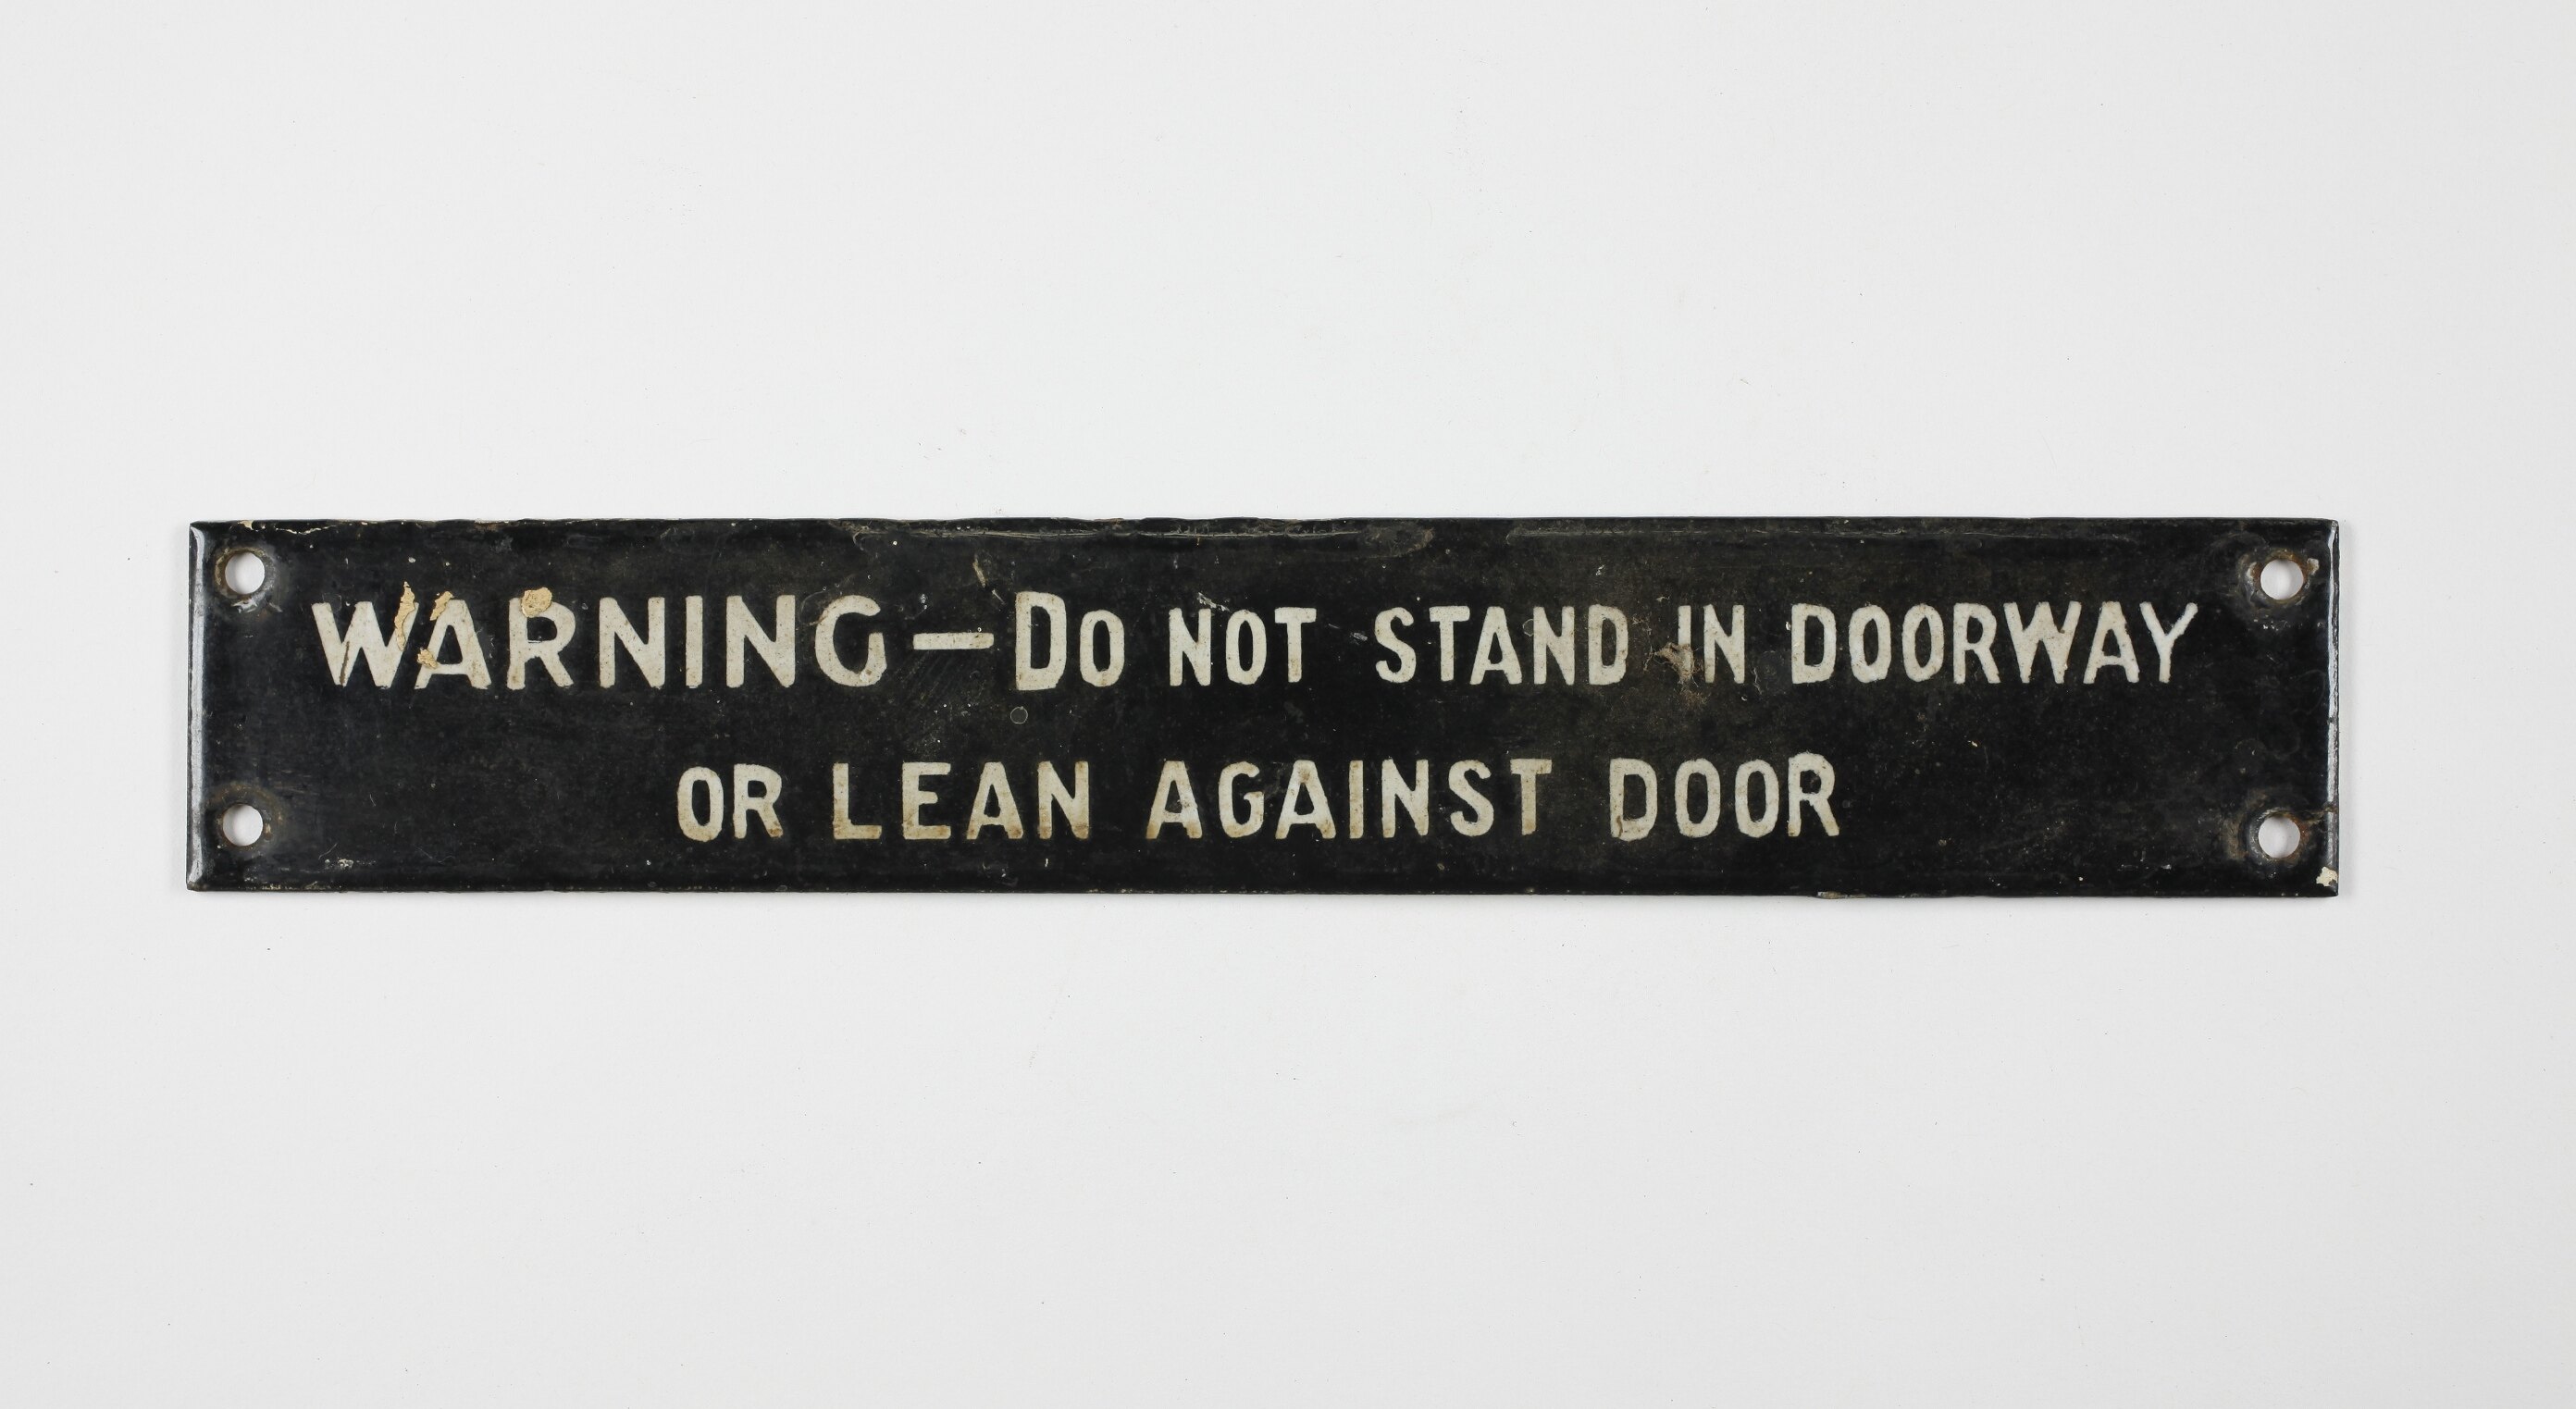 WARNING — DO NOT STAND IN DOORWAY
OR LEAN AGAINST DOOR